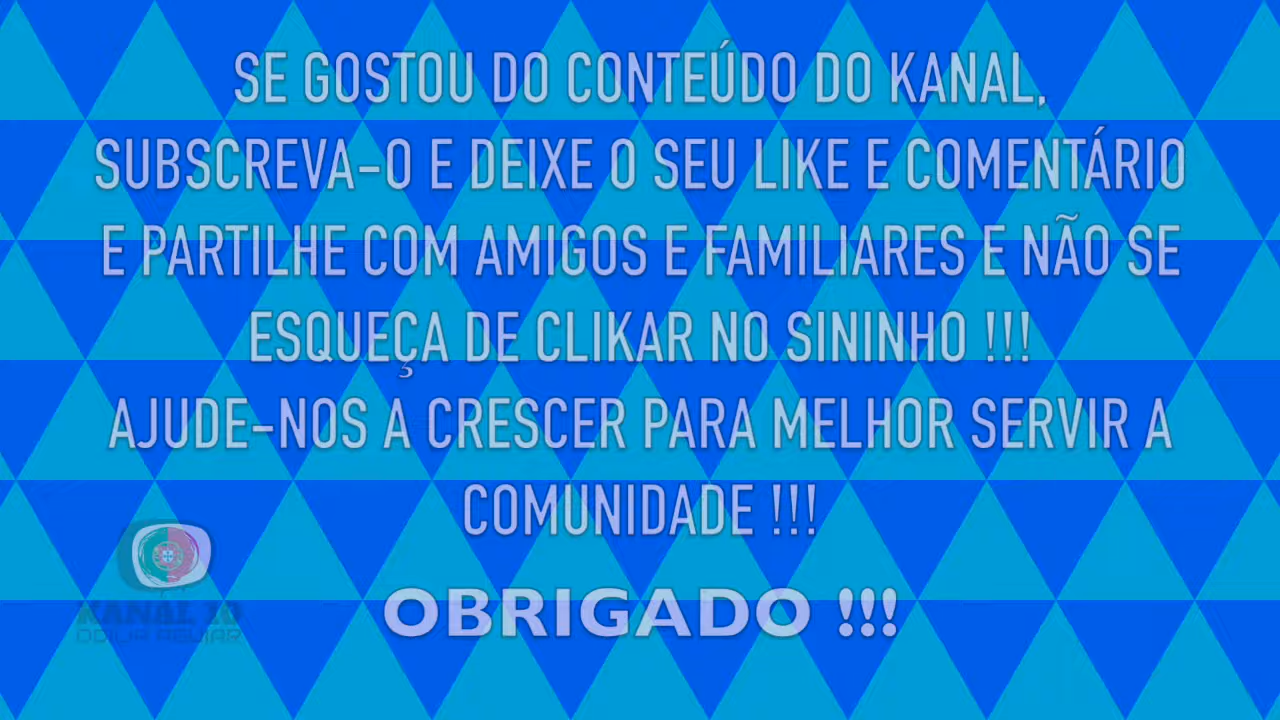 SE GOSTOU DO CONTEÚDO DO KANAL,
SUBSCREVA-O E DEIXE O SEU LIKE E COMENTÁRIO
E PARTILHE COM AMIGOS E FAMILIARES E NÃO SE
ESQUEÇA DE CLIKAR NO SININHO !!!
AJUDE-NOS A CRESCER PARA MELHOR SERVIR A
COMUNIDADE !!!
OBRIGADO !!!
KANAL